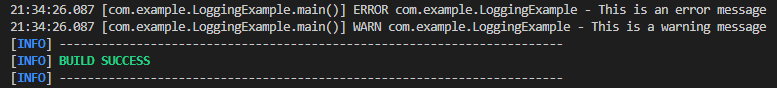 21:34:26.087 [com.example.LoggingExample.main()] ERROR com.example.LoggingExample - This is an error message
21:34:26.087 [com.example.LoggingExample.main()] WARN com.example.LoggingExample - This is a warning message
[INFO] ------------------------------------------------------------------------
[INFO] BUILD SUCCESS
[INFO] ------------------------------------------------------------------------